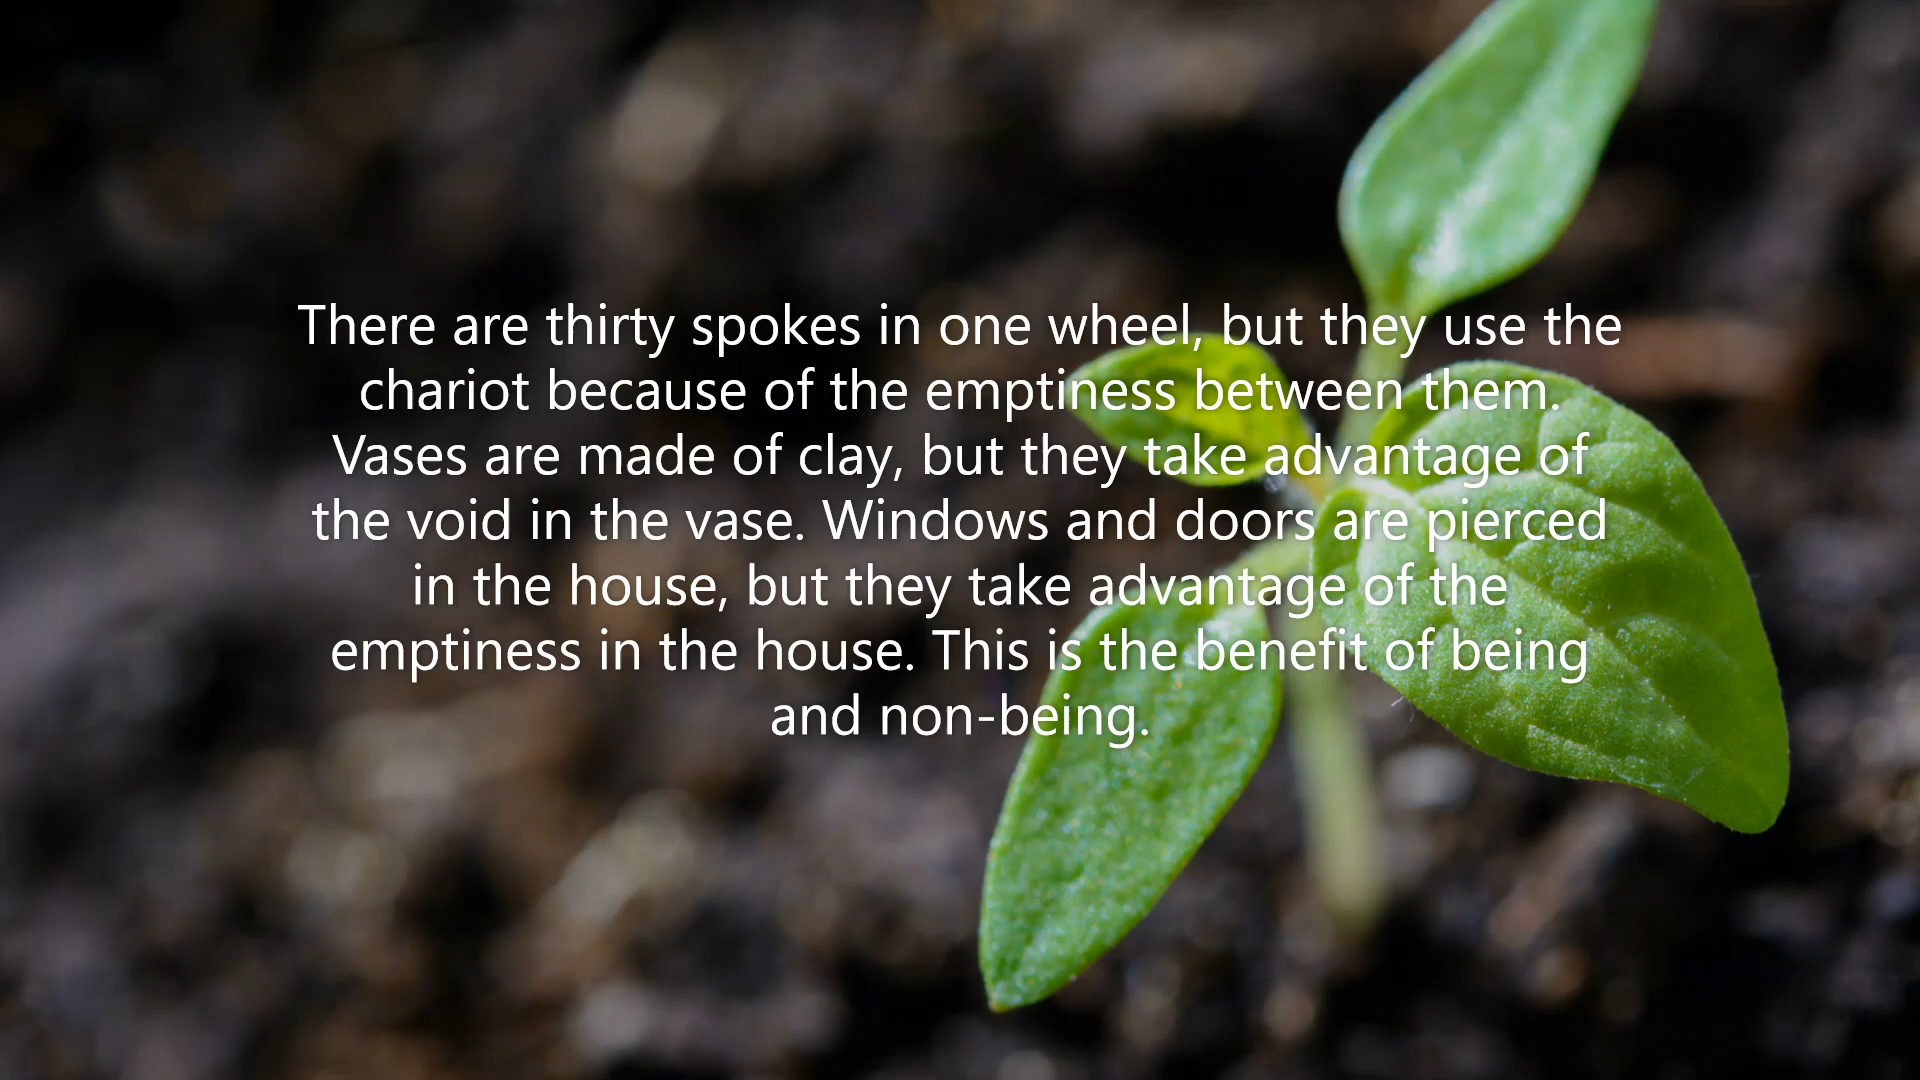 There are thirty spokes in one wheel, but they use the
chariot because of the emptiness between them.
Vases are made of clay, but they take advantage of
the void in the vase. Windows and doors are pierced
in the house, but they take advantage of the
emptiness in the house. This is the benefit of being
and non-being.